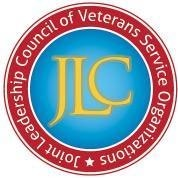 Joint Leadership Council of Veterans Service Organizations
JLC